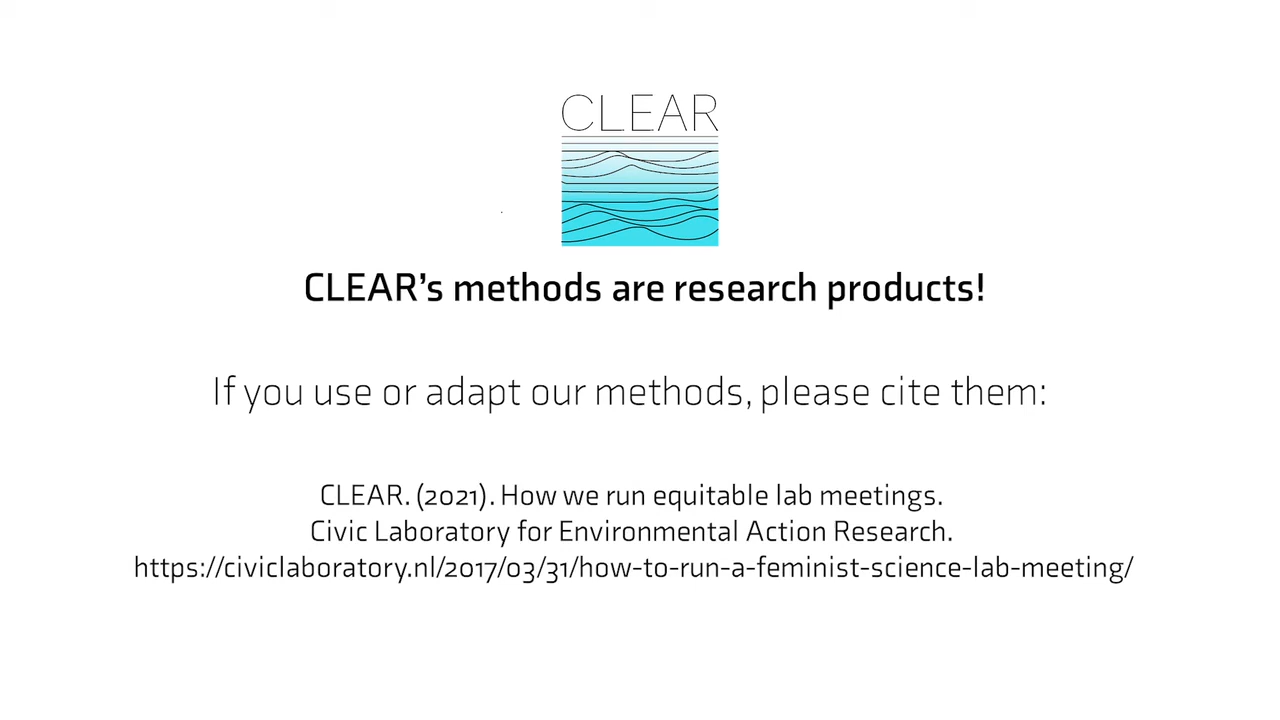 CLEAR
CLEAR's methods are research products!
If you use or adapt our methods, please cite them:
CLEAR. (2021). How we run equitable lab meetings.
Civic Laboratory for Environmental Action Research.
https://civiclaboratory.nl/2017/03/31/how-to-run-a-feminist-science-lab-meeting/